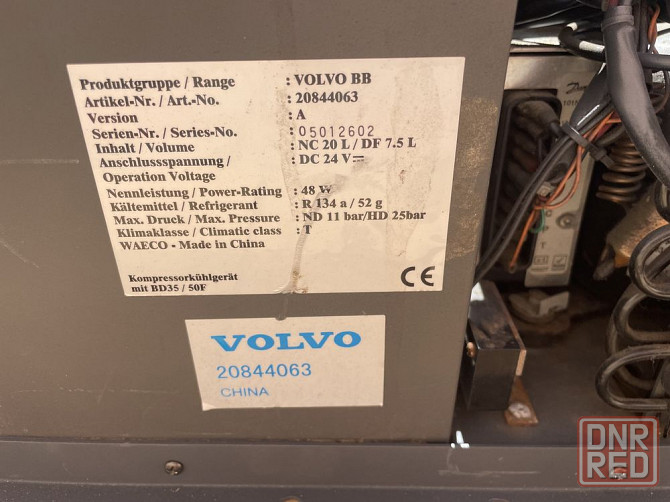 Produktgruppe / Range : VOLVO BB
Artikel-Nr. / Art.-No. : 20844063
Version : A
Serien-Nr. / Series-No. : 05012602
Inhalt / Volume : NC 20 L / DF 7.5 L
Anschlussspannung / : DC 24 V⎓
Operation Voltage
Nennleistung / Power-Rating : 48 W
Kältemittel / Refrigerant : R 134 a / 52 g
Max. Druck / Max. Pressure : ND 11 bar/HD 25bar
Klimaklasse / Climatic class : T
WAECO - Made in China
Kompressorkühlgerät
mit BD35 / 50F
CE
VOLVO
20844063
CHINA
T
DNR
RED